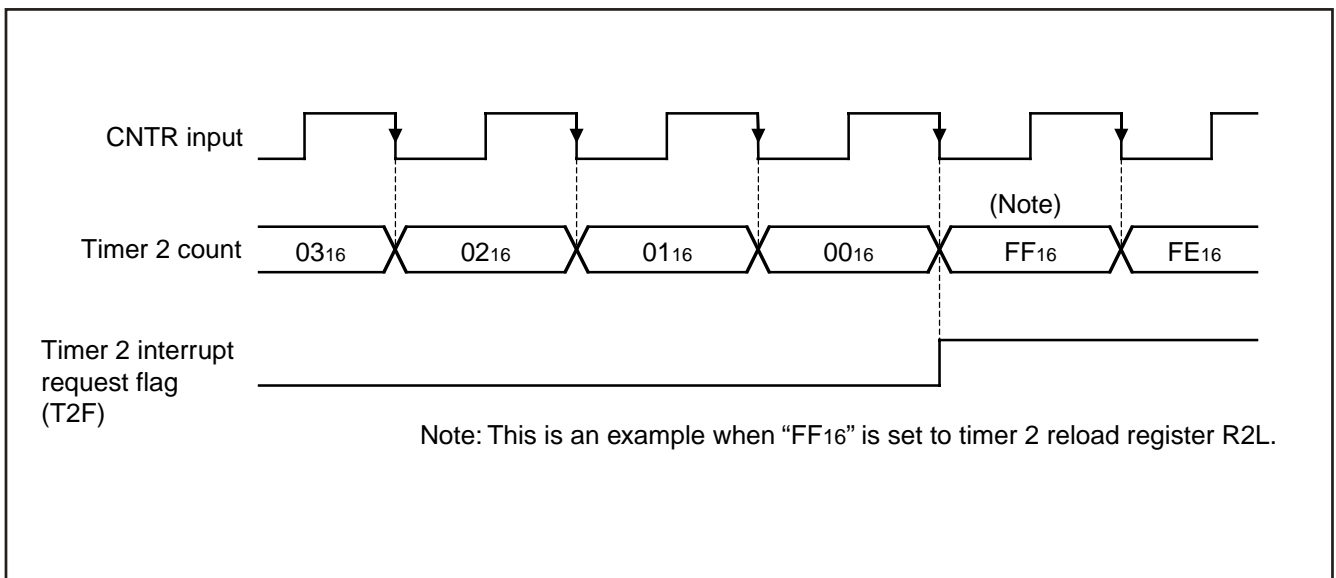 CNTR input
(Note)
Timer 2 count 0316 0216 0116 0016 FF16 FE16
Timer 2 interrupt
request flag
(T2F)
Note: This is an example when “FF16” is set to timer 2 reload register R2L.